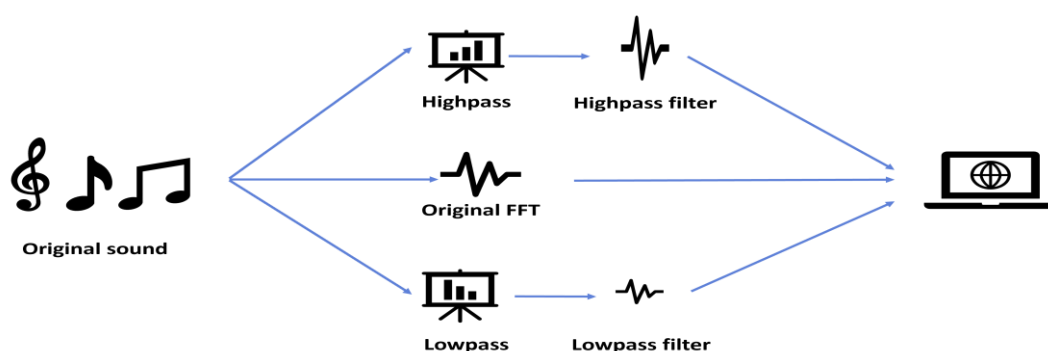 Highpass
Highpass filter
Original FFT
Original sound
Lowpass
Lowpass filter